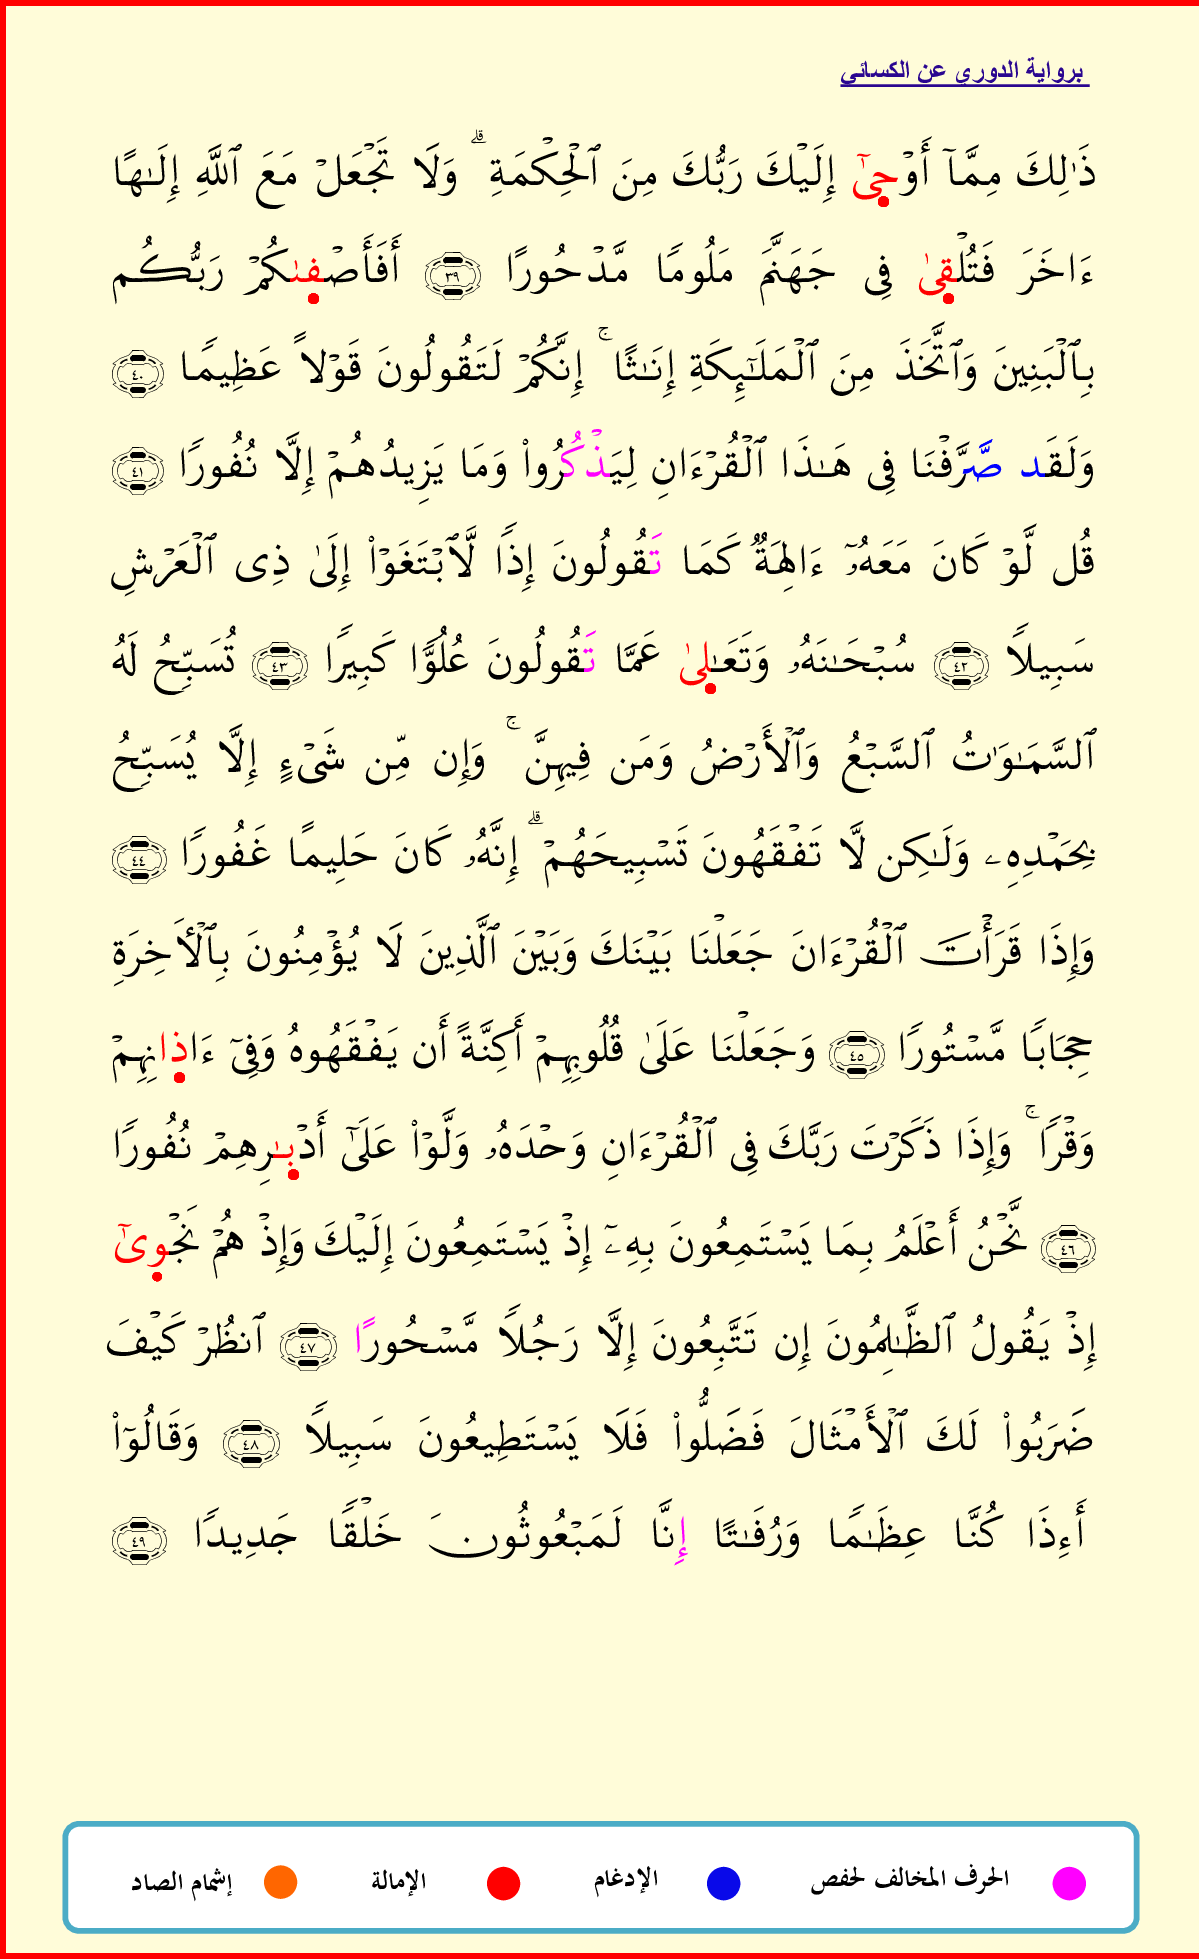 برواية الدوري عن الكسائي
ذَٰلِكَ مِمَّآ أَوْحِىٰٓ إِلَيْكَ رَبُّكَ مِنَ ٱلْحِكْمَةِ ۗ وَلَا تَجْعَلْ مَعَ ٱللَّهِ إِلَـٰهًا
ءَاخَرَ فَتُلْقِىٰ فِى جَهَنَّمَ مَلُومًا مَّدْحُورًا ٣٩ أَفَأَصْفِىٰكُمْ رَبُّكُم
بِٱلْبَنِينَ وَٱتَّخَذَ مِنَ ٱلْمَلَـٰٓئِكَةِ إِنَـٰثًا ۚ إِنَّكُمْ لَتَقُولُونَ قَوْلاً عَظِيمًا ٤٠
وَلَقَد صَّرَّفْنَا فِى هَـٰذَا ٱلْقُرْءَانِ لِيَذْكُرُوا۟ وَمَا يَزِيدُهُمْ إِلَّا نُفُورًا ٤١
قُل لَّوْ كَانَ مَعَهُۥٓ ءَالِهَةٌ كَمَا تَقُولُونَ إِذًا لَّٱبْتَغَوْا۟ إِلَىٰ ذِى ٱلْعَرْشِ
سَبِيلاً ٤٢ سُبْحَـٰنَهُۥ وَتَعَـٰلِىٰ عَمَّا تَقُولُونَ عُلُوًّا كَبِيرًا ٤٣ تُسَبِّحُ لَهُ
ٱلسَّمَـٰوَٰتُ ٱلسَّبْعُ وَٱلْأَرْضُ وَمَن فِيهِنَّ ۚ وَإِن مِّن شَىْءٍ إِلَّا يُسَبِّحُ
بِحَمْدِهِۦ وَلَـٰكِن لَّا تَفْقَهُونَ تَسْبِيحَهُمْ ۗ إِنَّهُۥ كَانَ حَلِيمًا غَفُورًا ٤٤
وَإِذَا قَرَأْتَ ٱلْقُرْءَانَ جَعَلْنَا بَيْنَكَ وَبَيْنَ ٱلَّذِينَ لَا يُؤْمِنُونَ بِٱلْأَخِرَةِ
حِجَابًا مَّسْتُورًا ٤٥ وَجَعَلْنَا عَلَىٰ قُلُوبِهِمْ أَكِنَّةً أَن يَفْقَهُوهُ وَفِىٓ ءَاذِانِهِمْ
وَقْرًا ۚ وَإِذَا ذَكَرْتَ رَبَّكَ فِى ٱلْقُرْءَانِ وَحْدَهُۥ وَلَّوْا۟ عَلَىٰٓ أَدْبِـٰرِهِمْ نُفُورًا
٤٦ نَّحْنُ أَعْلَمُ بِمَا يَسْتَمِعُونَ بِهِۦٓ إِذْ يَسْتَمِعُونَ إِلَيْكَ وَإِذْ هُمْ نَجْوِىٰٓ
إِذْ يَقُولُ ٱلظَّـٰلِمُونَ إِن تَتَّبِعُونَ إِلَّا رَجُلاً مَّسْحُورًا ٤٧ ٱنظُرْ كَيْفَ
ضَرَبُوا۟ لَكَ ٱلْأَمْثَالَ فَضَلُّوا۟ فَلَا يَسْتَطِيعُونَ سَبِيلاً ٤٨ وَقَالُوٓا۟
أَءِذَا كُنَّا عِظَـٰمًا وَرُفَـٰتًا إِنَّا لَمَبْعُوثُونَ خَلْقًا جَدِيدًا ٤٩
الحرف المخالف لحفص الإدغام الإمالة إشمام الصاد